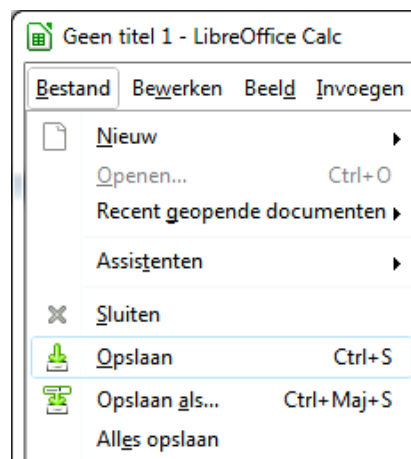 Geen titel 1 - LibreOffice Calc
Bestand Bewerken Beeld Invoegen
Nieuw
Openen... Ctrl+O
Recent geopende documenten
Assistenten
Sluiten
Opslaan Ctrl+S
Opslaan als... Ctrl+Maj+S
Alles opslaan